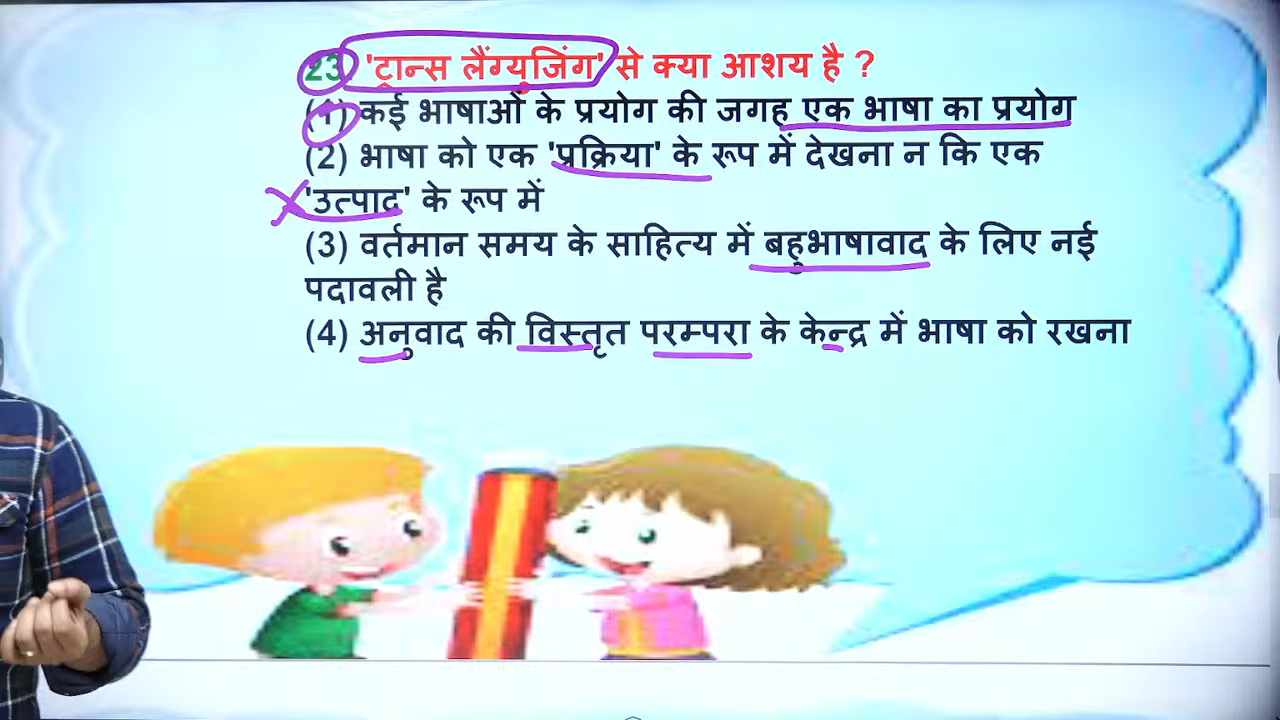 23 'ट्रान्स लैंग्युजिंग' से क्या आशय है ?
(1) कई भाषाओं के प्रयोग की जगह एक भाषा का प्रयोग
(2) भाषा को एक 'प्रक्रिया' के रूप में देखना न कि एक
'उत्पाद' के रूप में
(3) वर्तमान समय के साहित्य में बहुभाषावाद के लिए नई
पदावली है
(4) अनुवाद की विस्तृत परम्परा के केन्द्र में भाषा को रखना